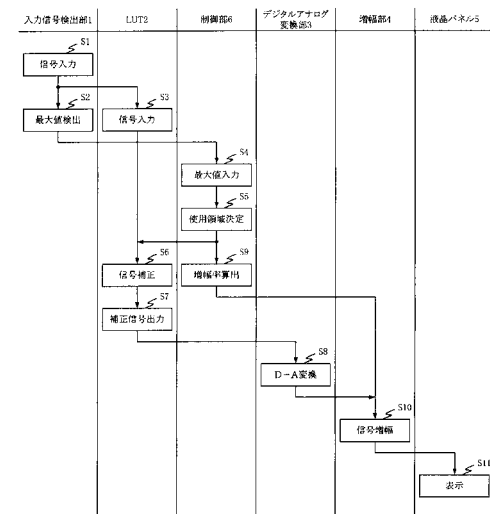 入力信号検出部1
LUT2
制御部6
デジタルアナログ
変換部3
増幅部4
液晶パネル5
S1
信号入力
S2
最大値検出
S3
信号入力
S4
最大値入力
S5
使用領域決定
S6
信号補正
S9
増幅率算出
S7
補正信号出力
S8
D－A変換
S10
信号増幅
S11
表示